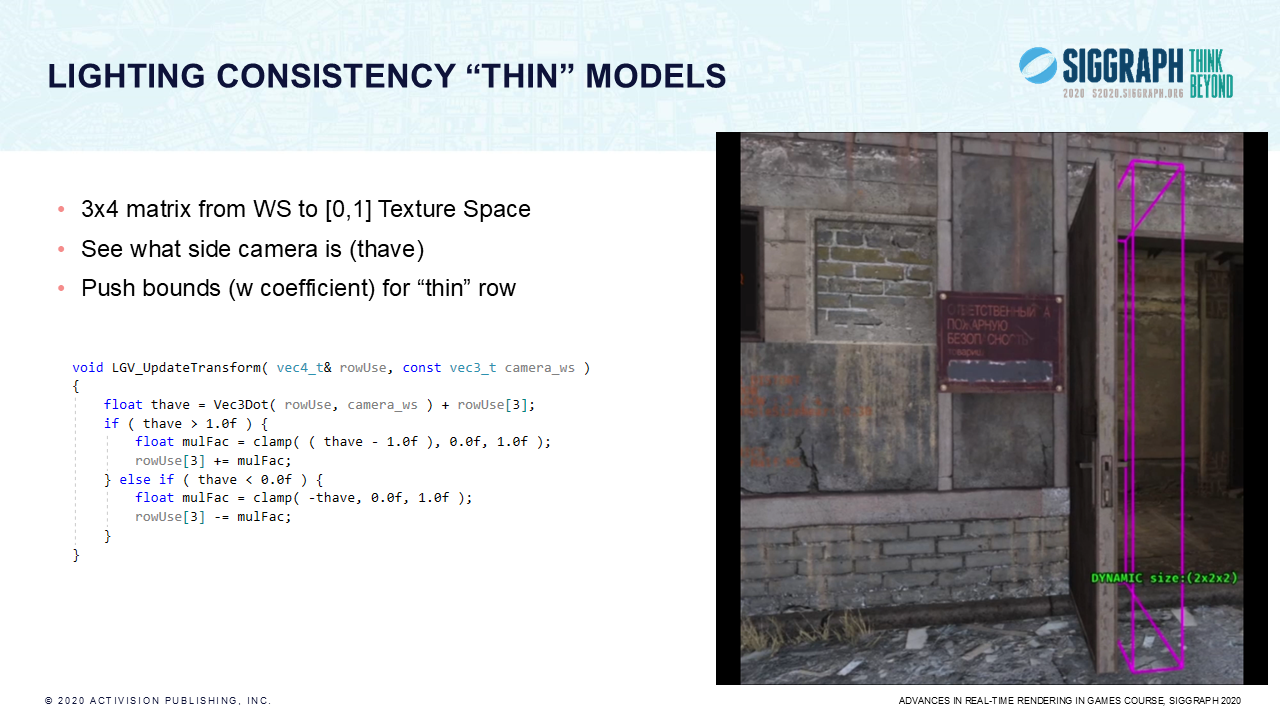 LIGHTING CONSISTENCY “THIN” MODELS
SIGGRAPH THINK BEYOND
2020 S2020.SIGGRAPH.ORG
• 3x4 matrix from WS to [0,1] Texture Space
• See what side camera is (thave)
• Push bounds (w coefficient) for “thin” row
void LGV_UpdateTransform( vec4_t& rowUse, const vec3_t camera_ws )
{
float thave = Vec3Dot( rowUse, camera_ws ) + rowUse[3];
if ( thave > 1.0f ) {
float mulFac = clamp( ( thave - 1.0f ), 0.0f, 1.0f );
rowUse[3] += mulFac;
} else if ( thave < 0.0f ) {
float mulFac = clamp( -thave, 0.0f, 1.0f );
rowUse[3] -= mulFac;
}
}
ОТВЕТСТВЕННЫЙ А
ПОЖАРНУЮ
БЕЗОПАСНОСТЬ
DYNAMIC size:(2x2x2)
© 2020 ACTIVISION PUBLISHING, INC.
ADVANCES IN REAL-TIME RENDERING IN GAMES COURSE, SIGGRAPH 2020